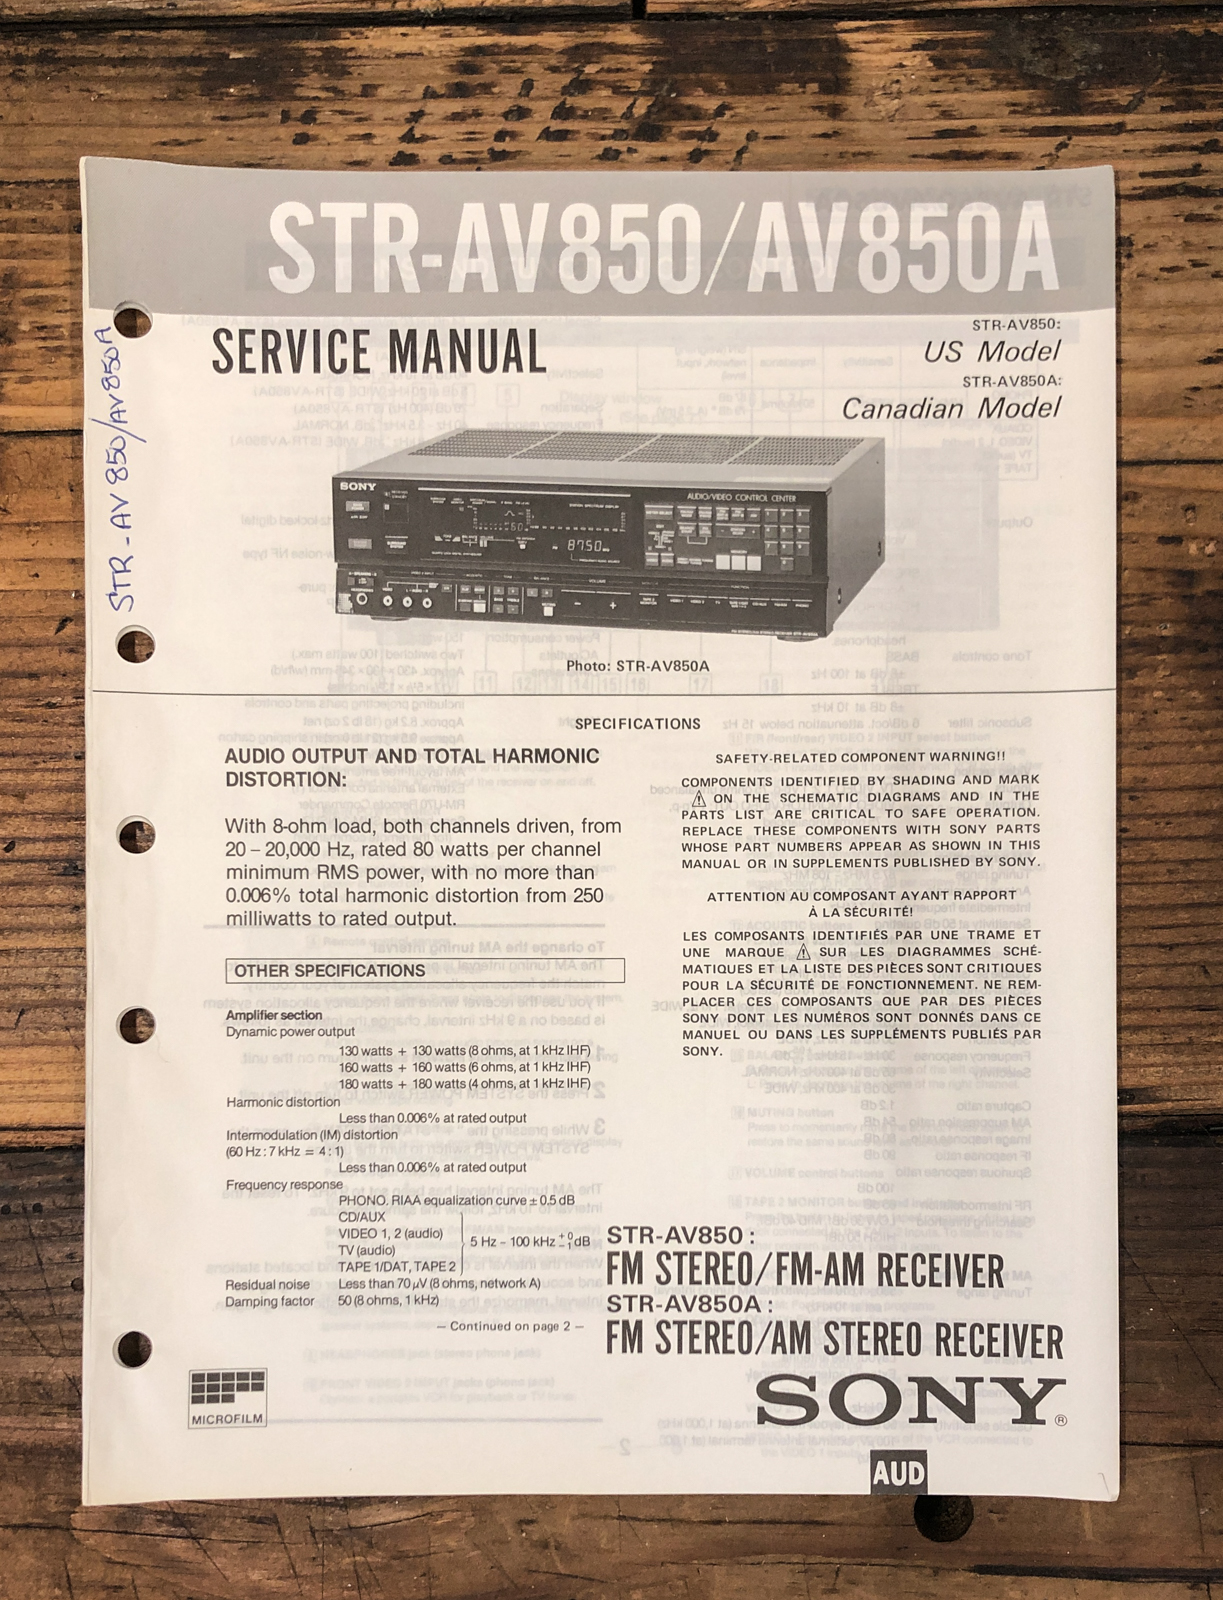 STR-AV850/AV850A
SERVICE MANUAL
STR-AV850:
US Model
STR-AV850A:
Canadian Model
STR-AV850/AV850A
SONY
AUDIO/VIDEO CONTROL CENTER
8750
Photo: STR-AV850A
SPECIFICATIONS
AUDIO OUTPUT AND TOTAL HARMONIC
DISTORTION:
With 8-ohm load, both channels driven, from
20 – 20,000 Hz, rated 80 watts per channel
minimum RMS power, with no more than
0.006% total harmonic distortion from 250
milliwatts to rated output.
OTHER SPECIFICATIONS
Amplifier section
Dynamic power output
130 watts + 130 watts (8 ohms, at 1 kHz IHF)
160 watts + 160 watts (6 ohms, at 1 kHz IHF)
180 watts + 180 watts (4 ohms, at 1 kHz IHF)
Harmonic distortion
Less than 0.006% at rated output
Intermodulation (IM) distortion
(60 Hz : 7 kHz = 4 : 1)
Less than 0.006% at rated output
Frequency response
PHONO. RIAA equalization curve ± 0.5 dB
CD/AUX
VIDEO 1, 2 (audio)
TV (audio)
TAPE 1/DAT, TAPE 2
5 Hz – 100 kHz +0 −1 dB
Residual noise Less than 70 μV (8 ohms, network A)
Damping factor 50 (8 ohms, 1 kHz)
— Continued on page 2 —
MICROFILM
SAFETY-RELATED COMPONENT WARNING!!
COMPONENTS IDENTIFIED BY SHADING AND MARK
⚠ ON THE SCHEMATIC DIAGRAMS AND IN THE
PARTS LIST ARE CRITICAL TO SAFE OPERATION.
REPLACE THESE COMPONENTS WITH SONY PARTS
WHOSE PART NUMBERS APPEAR AS SHOWN IN THIS
MANUAL OR IN SUPPLEMENTS PUBLISHED BY SONY.
ATTENTION AU COMPOSANT AYANT RAPPORT
À LA SÉCURITÉ!
LES COMPOSANTS IDENTIFIÉS PAR UNE TRAME ET
UNE MARQUE ⚠ SUR LES DIAGRAMMES SCHÉ-
MATIQUES ET LA LISTE DES PIÈCES SONT CRITIQUES
POUR LA SÉCURITÉ DE FONCTIONNEMENT. NE REM-
PLACER CES COMPOSANTS QUE PAR DES PIÈCES
SONY DONT LES NUMÉROS SONT DONNÉS DANS CE
MANUEL OU DANS LES SUPPLÉMENTS PUBLIÉS PAR
SONY.
STR-AV850 :
FM STEREO/FM-AM RECEIVER
STR-AV850A :
FM STEREO/AM STEREO RECEIVER
SONY®
AUD